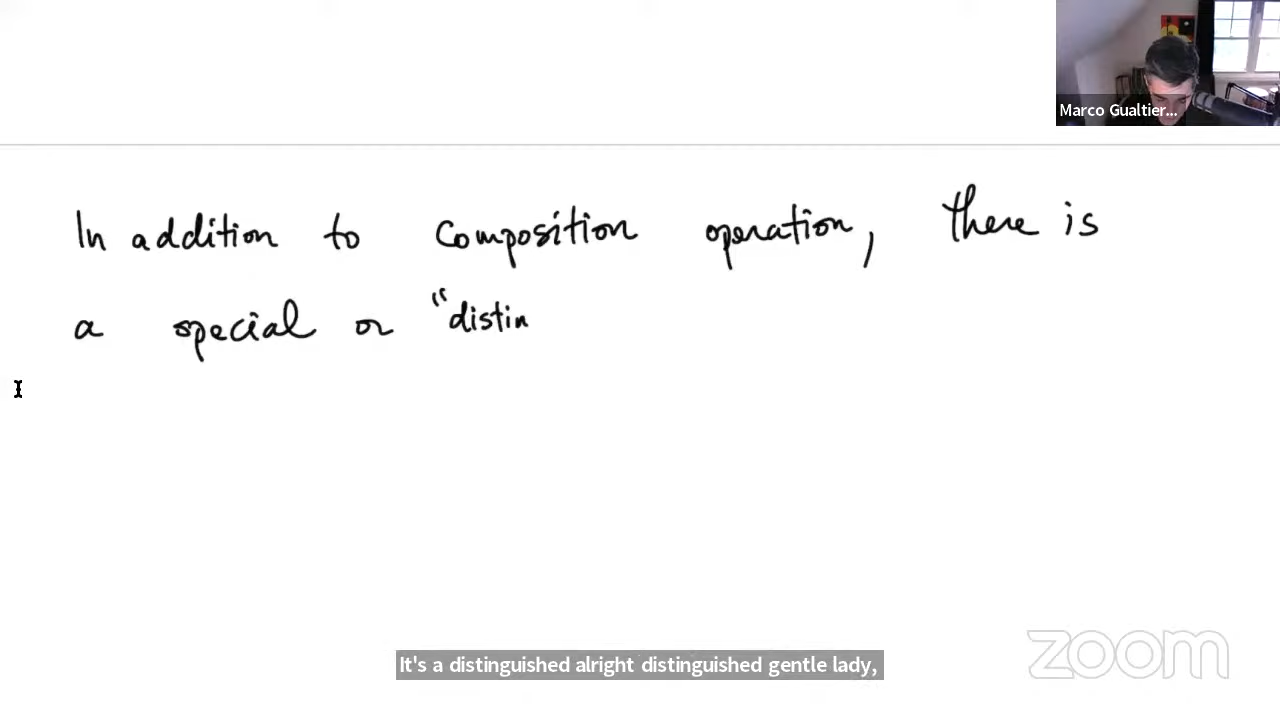 Marco Gualtier...
In addition to composition operation, there is
a special or "distin
It's a distinguished alright distinguished gentle lady,
zoom